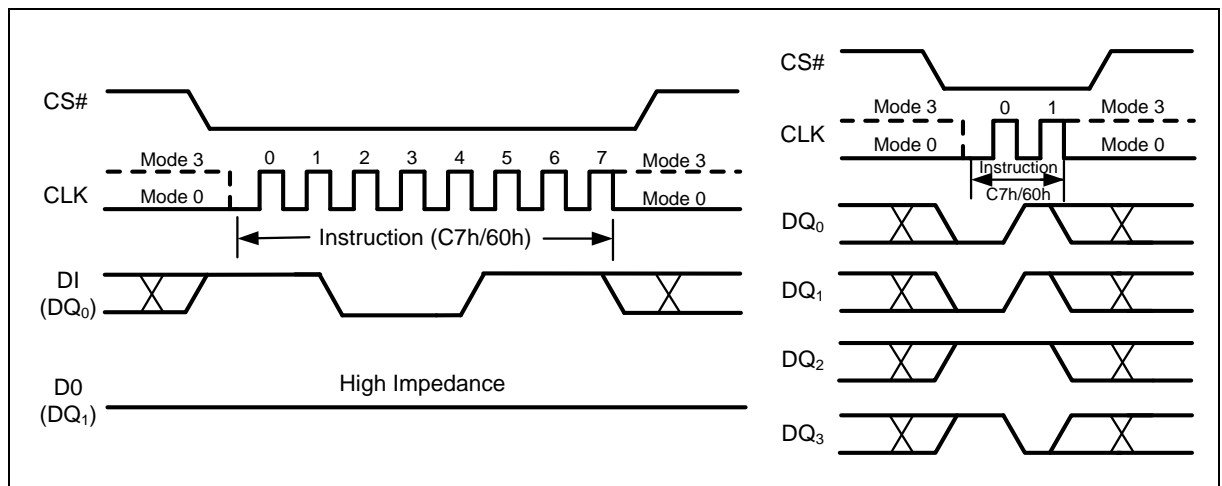 CS#
Mode 3 0 1 2 3 4 5 6 7 Mode 3
CLK
Mode 0 Mode 0
Instruction (C7h/60h)
DI
(DQ0)
High Impedance
D0
(DQ1)
CS#
Mode 3 0 1 Mode 3
CLK
Mode 0 Mode 0
Instruction
C7h/60h
DQ0
DQ1
DQ2
DQ3